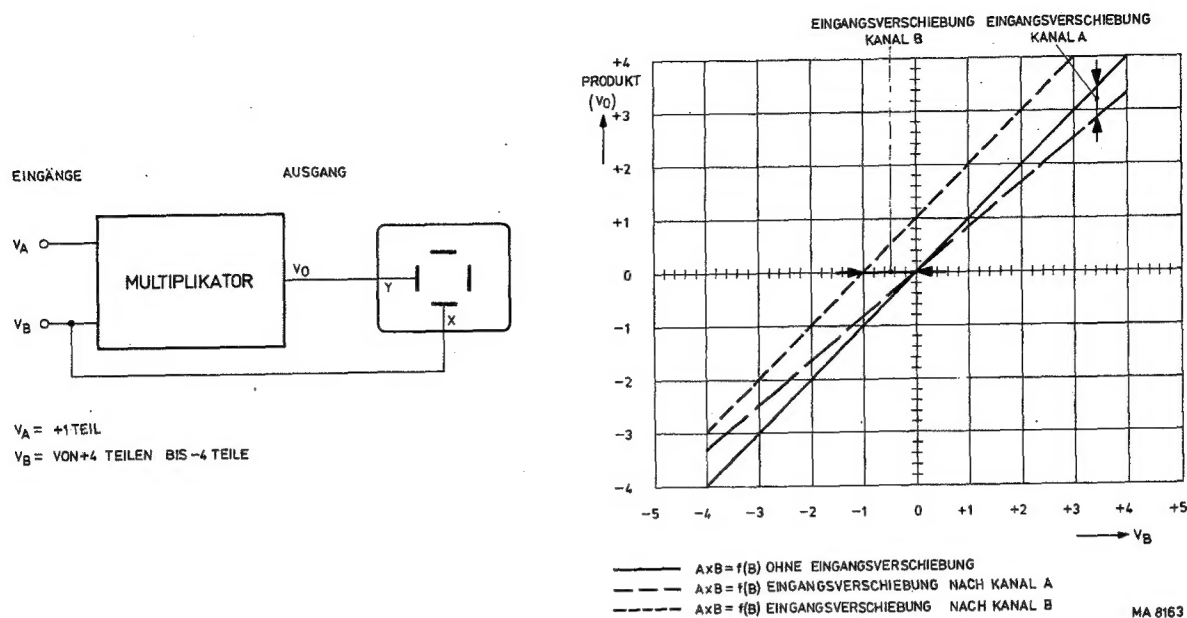 EINGÄNGE
AUSGANG
V_A
V_B
MULTIPLIKATOR
V_O
Y
X
V_A = +1 TEIL
V_B = VON +4 TEILEN BIS -4 TEILE
EINGANGSVERSCHIEBUNG
KANAL B
EINGANGSVERSCHIEBUNG
KANAL A
PRODUKT
(V_O)
+4
+3
+2
+1
0
-1
-2
-3
-4
-5 -4 -3 -2 -1 0 +1 +2 +3 +4 +5
V_B
A×B = f(B) OHNE EINGANGSVERSCHIEBUNG
A×B = f(B) EINGANGSVERSCHIEBUNG NACH KANAL A
A×B = f(B) EINGANGSVERSCHIEBUNG NACH KANAL B
MA 8163